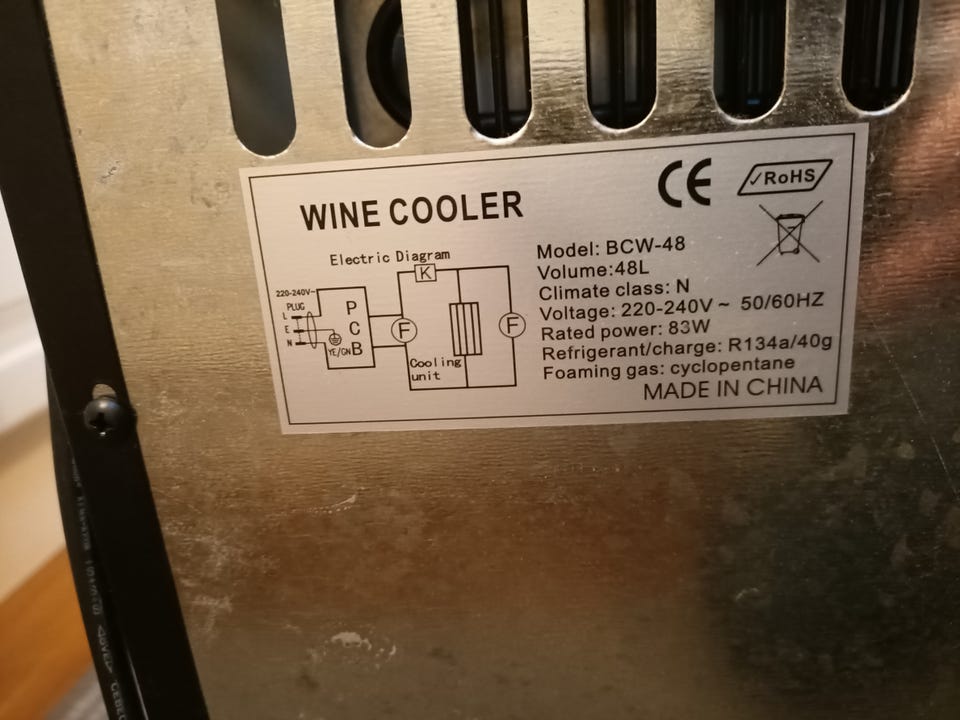 WINE COOLER
CE
✓RoHS
Electric Diagram
220-240V~
PLUG
L
E
N
YE/GN
P
C
B
F
K
F
Cooling
unit
Model: BCW-48
Volume:48L
Climate class: N
Voltage: 220-240V ~ 50/60HZ
Rated power: 83W
Refrigerant/charge: R134a/40g
Foaming gas: cyclopentane
MADE IN CHINA